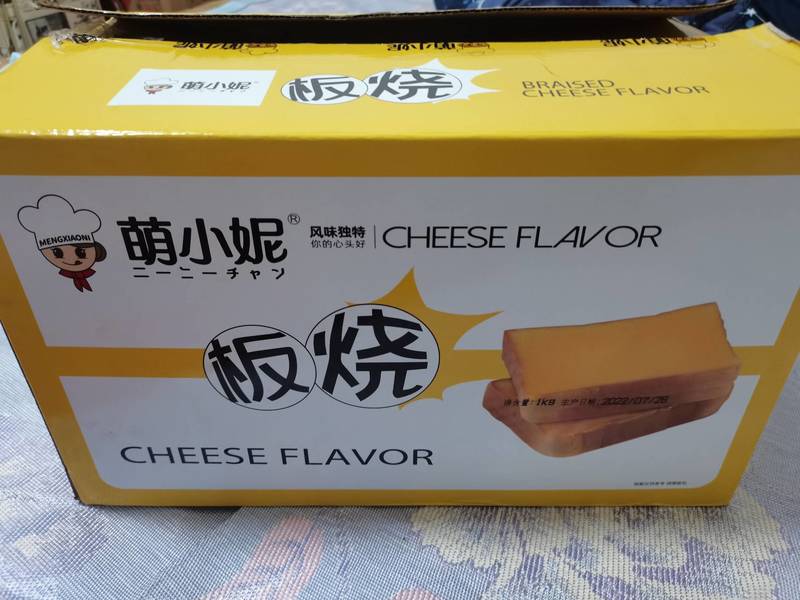 萌小妮
板烧
BRAISED
CHEESE FLAVOR
MENGXIAONI
萌小妮®
ニーニーチャン
风味独特
你的心头好
CHEESE FLAVOR
板烧
净含量:1KG 生产日期:2022/07/28
CHEESE FLAVOR